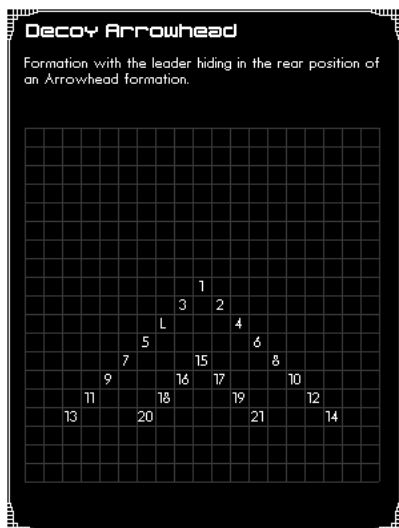 Decoy Arrowhead
Formation with the leader hiding in the rear position of
an Arrowhead formation.
1
3 2
L 4
5 6
7 15 8
9 16 17 10
11 18 19 12
13 20 21 14